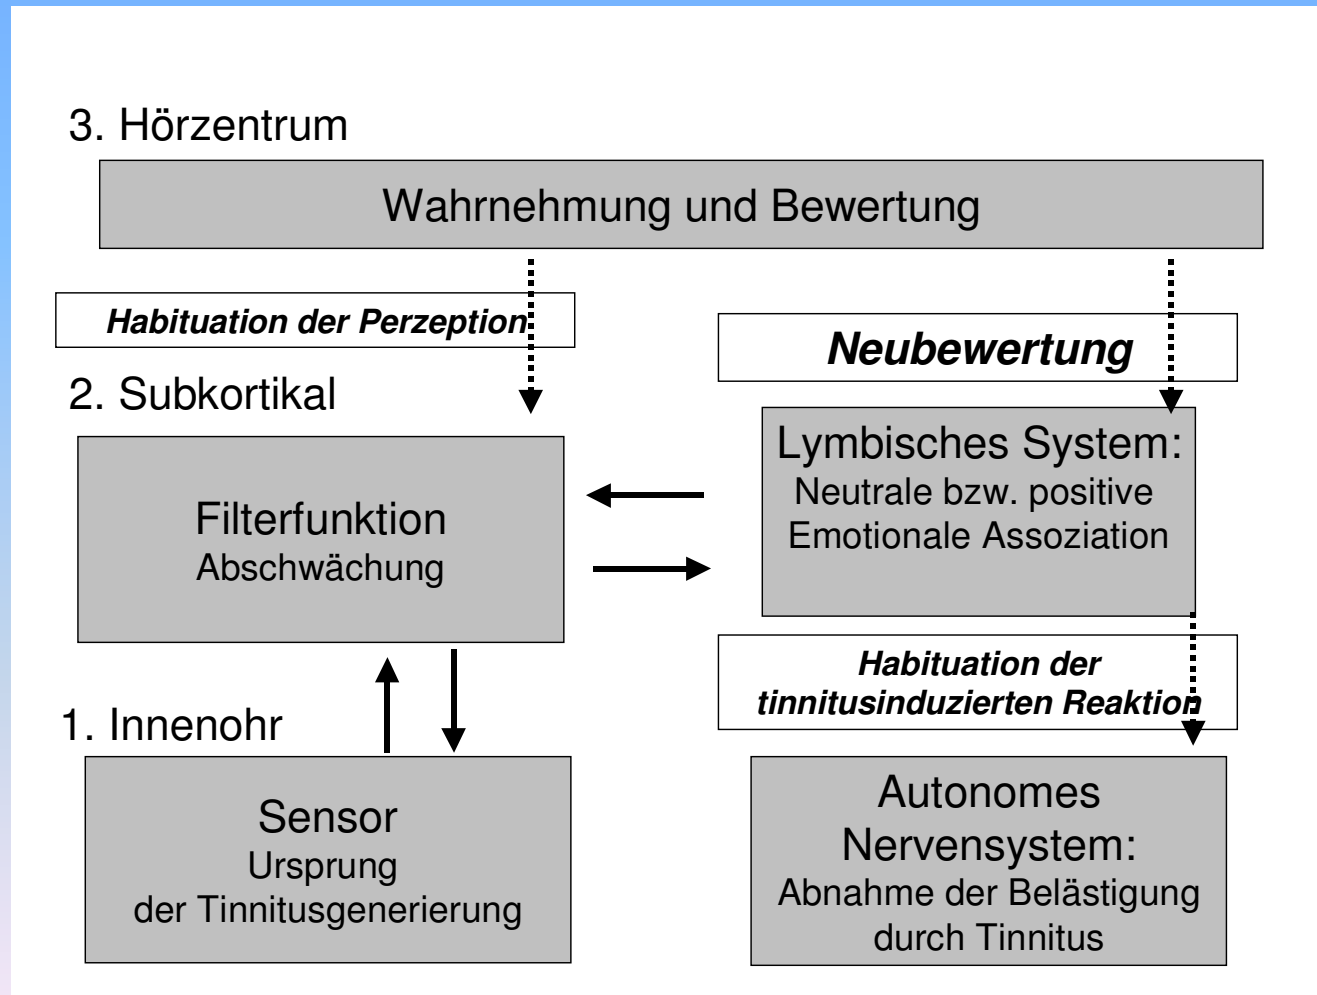 3. Hörzentrum
Wahrnehmung und Bewertung
Habituation der Perzeption
Neubewertung
2. Subkortikal
Filterfunktion
Abschwächung
Lymbisches System:
Neutrale bzw. positive
Emotionale Assoziation
Habituation der
tinnitusinduzierten Reaktion
1. Innenohr
Sensor
Ursprung
der Tinnitusgenerierung
Autonomes
Nervensystem:
Abnahme der Belästigung
durch Tinnitus